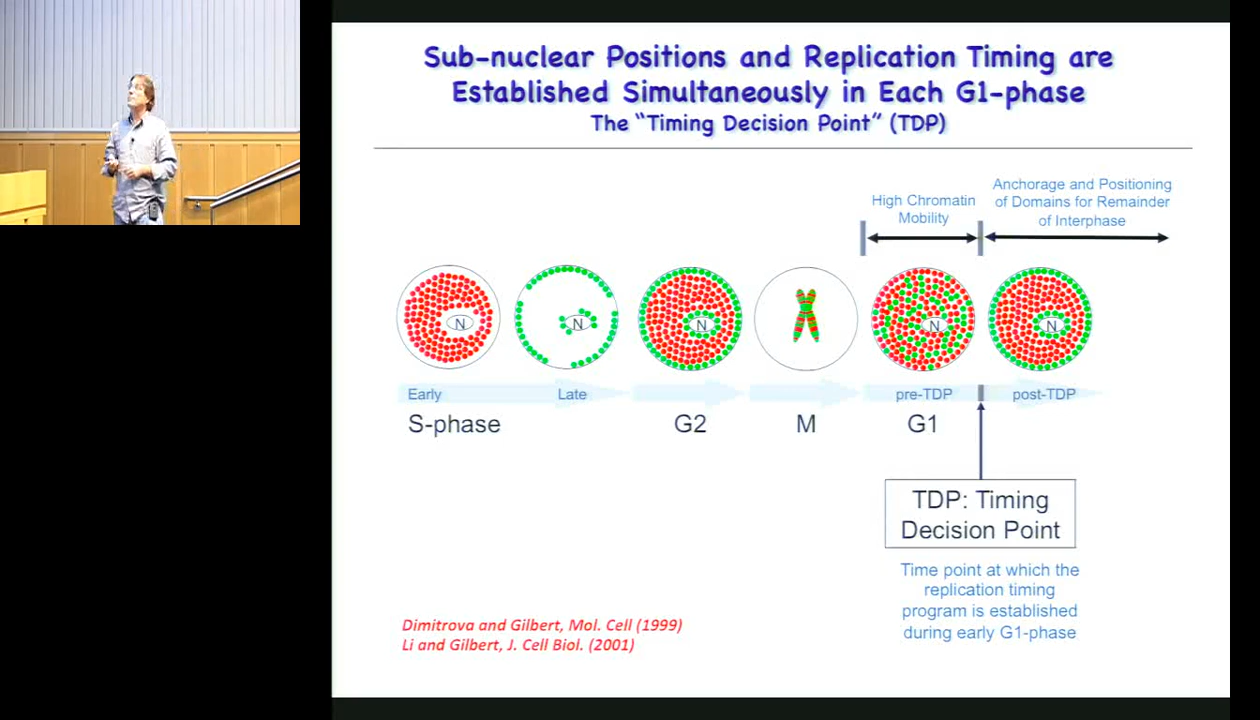 Sub-nuclear Positions and Replication Timing are
Established Simultaneously in Each G1-phase
The "Timing Decision Point" (TDP)
High Chromatin
Mobility
Anchorage and Positioning
of Domains for Remainder
of Interphase
N
N
N
N
N
Early
Late
pre-TDP
post-TDP
S-phase
G2
M
G1
TDP: Timing
Decision Point
Time point at which the
replication timing
program is established
during early G1-phase
Dimitrova and Gilbert, Mol. Cell (1999)
Li and Gilbert, J. Cell Biol. (2001)